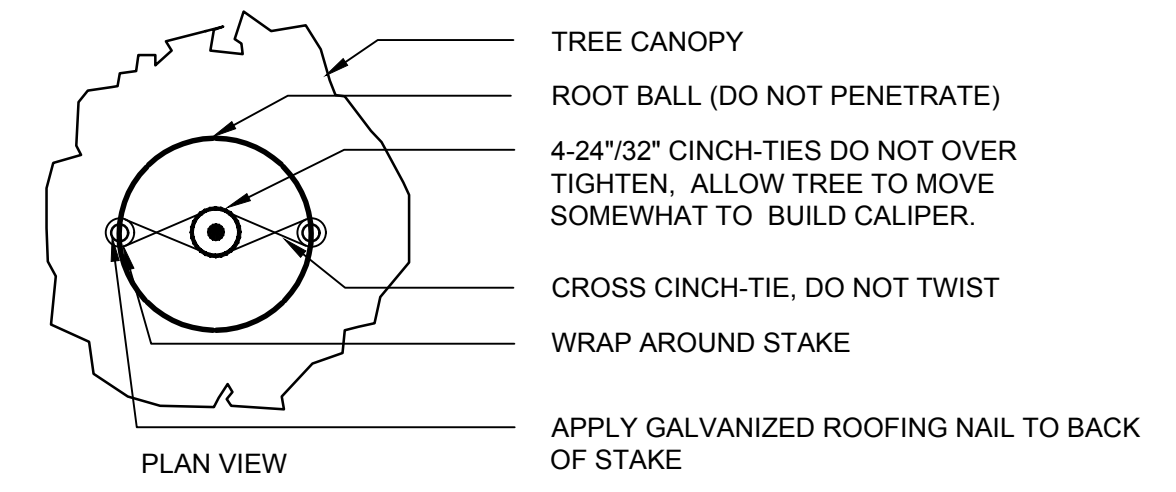 TREE CANOPY
ROOT BALL (DO NOT PENETRATE)
4-24"/32" CINCH-TIES DO NOT OVER
TIGHTEN, ALLOW TREE TO MOVE
SOMEWHAT TO BUILD CALIPER.
CROSS CINCH-TIE, DO NOT TWIST
WRAP AROUND STAKE
APPLY GALVANIZED ROOFING NAIL TO BACK
OF STAKE
PLAN VIEW